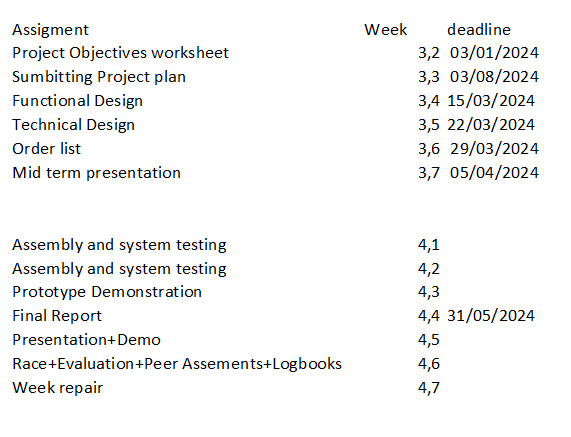 Assigment Week deadline
Project Objectives worksheet 3,2 03/01/2024
Sumbitting Project plan 3,3 03/08/2024
Functional Design 3,4 15/03/2024
Technical Design 3,5 22/03/2024
Order list 3,6 29/03/2024
Mid term presentation 3,7 05/04/2024
Assembly and system testing 4,1
Assembly and system testing 4,2
Prototype Demonstration 4,3
Final Report 4,4 31/05/2024
Presentation+Demo 4,5
Race+Evaluation+Peer Assements+Logbooks 4,6
Week repair 4,7